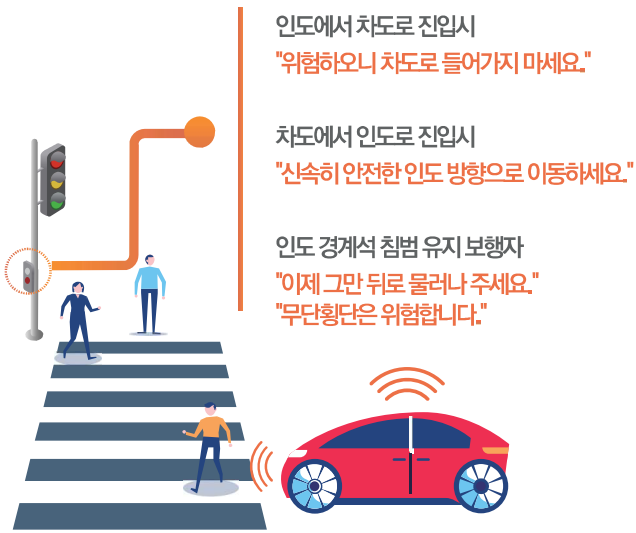 인도에서 차도로 진입시
"위험하오니 차도로 들어가지 마세요."
차도에서 인도로 진입시
"신속히 안전한 인도 방향으로 이동하세요."
인도 경계석 침범 유지 보행자
"이제 그만 뒤로 물러나 주세요."
"무단횡단은 위험합니다."